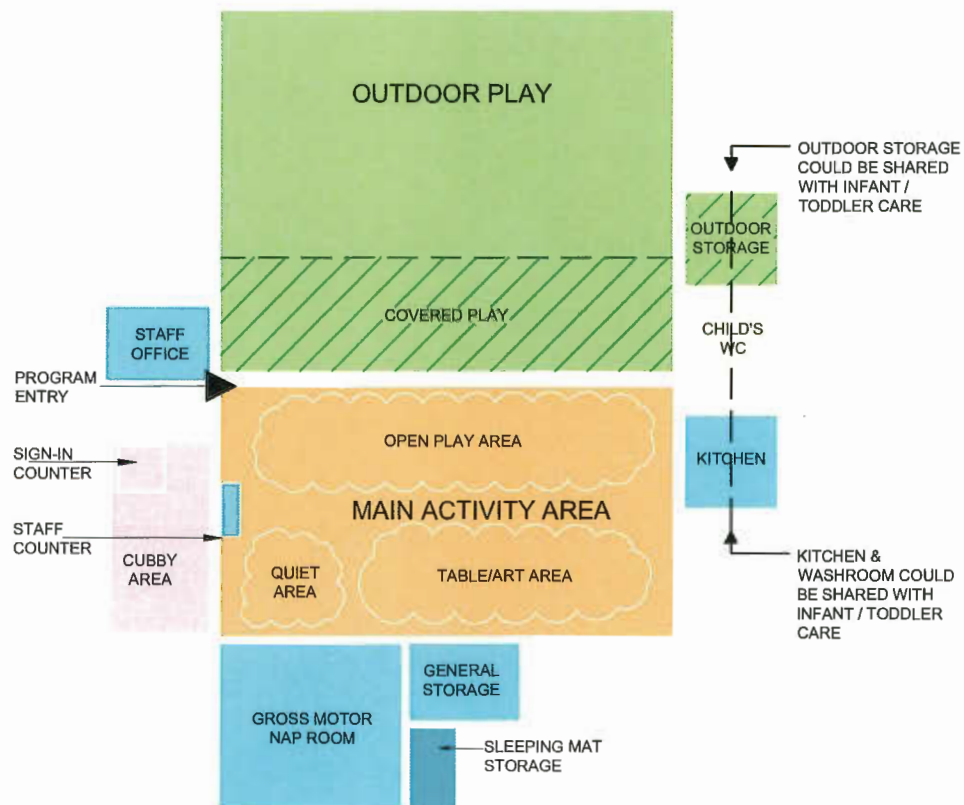 OUTDOOR PLAY
OUTDOOR STORAGE
COULD BE SHARED
WITH INFANT /
TODDLER CARE
OUTDOOR
STORAGE
COVERED PLAY
CHILD'S
WC
STAFF
OFFICE
PROGRAM
ENTRY
OPEN PLAY AREA
SIGN-IN
COUNTER
KITCHEN
MAIN ACTIVITY AREA
STAFF
COUNTER
CUBBY
AREA
QUIET
AREA
TABLE/ART AREA
KITCHEN &
WASHROOM COULD
BE SHARED WITH
INFANT / TODDLER
CARE
GENERAL
STORAGE
GROSS MOTOR
NAP ROOM
SLEEPING MAT
STORAGE